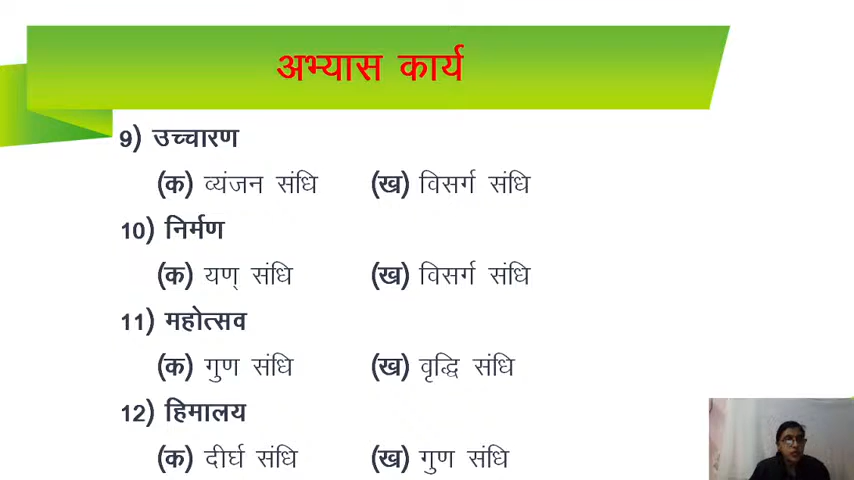 अभ्यास कार्य
9) उच्चारण
(क) व्यंजन संधि (ख) विसर्ग संधि
10) निर्मण
(क) यण् संधि (ख) विसर्ग संधि
11) महोत्सव
(क) गुण संधि (ख) वृद्धि संधि
12) हिमालय
(क) दीर्घ संधि (ख) गुण संधि